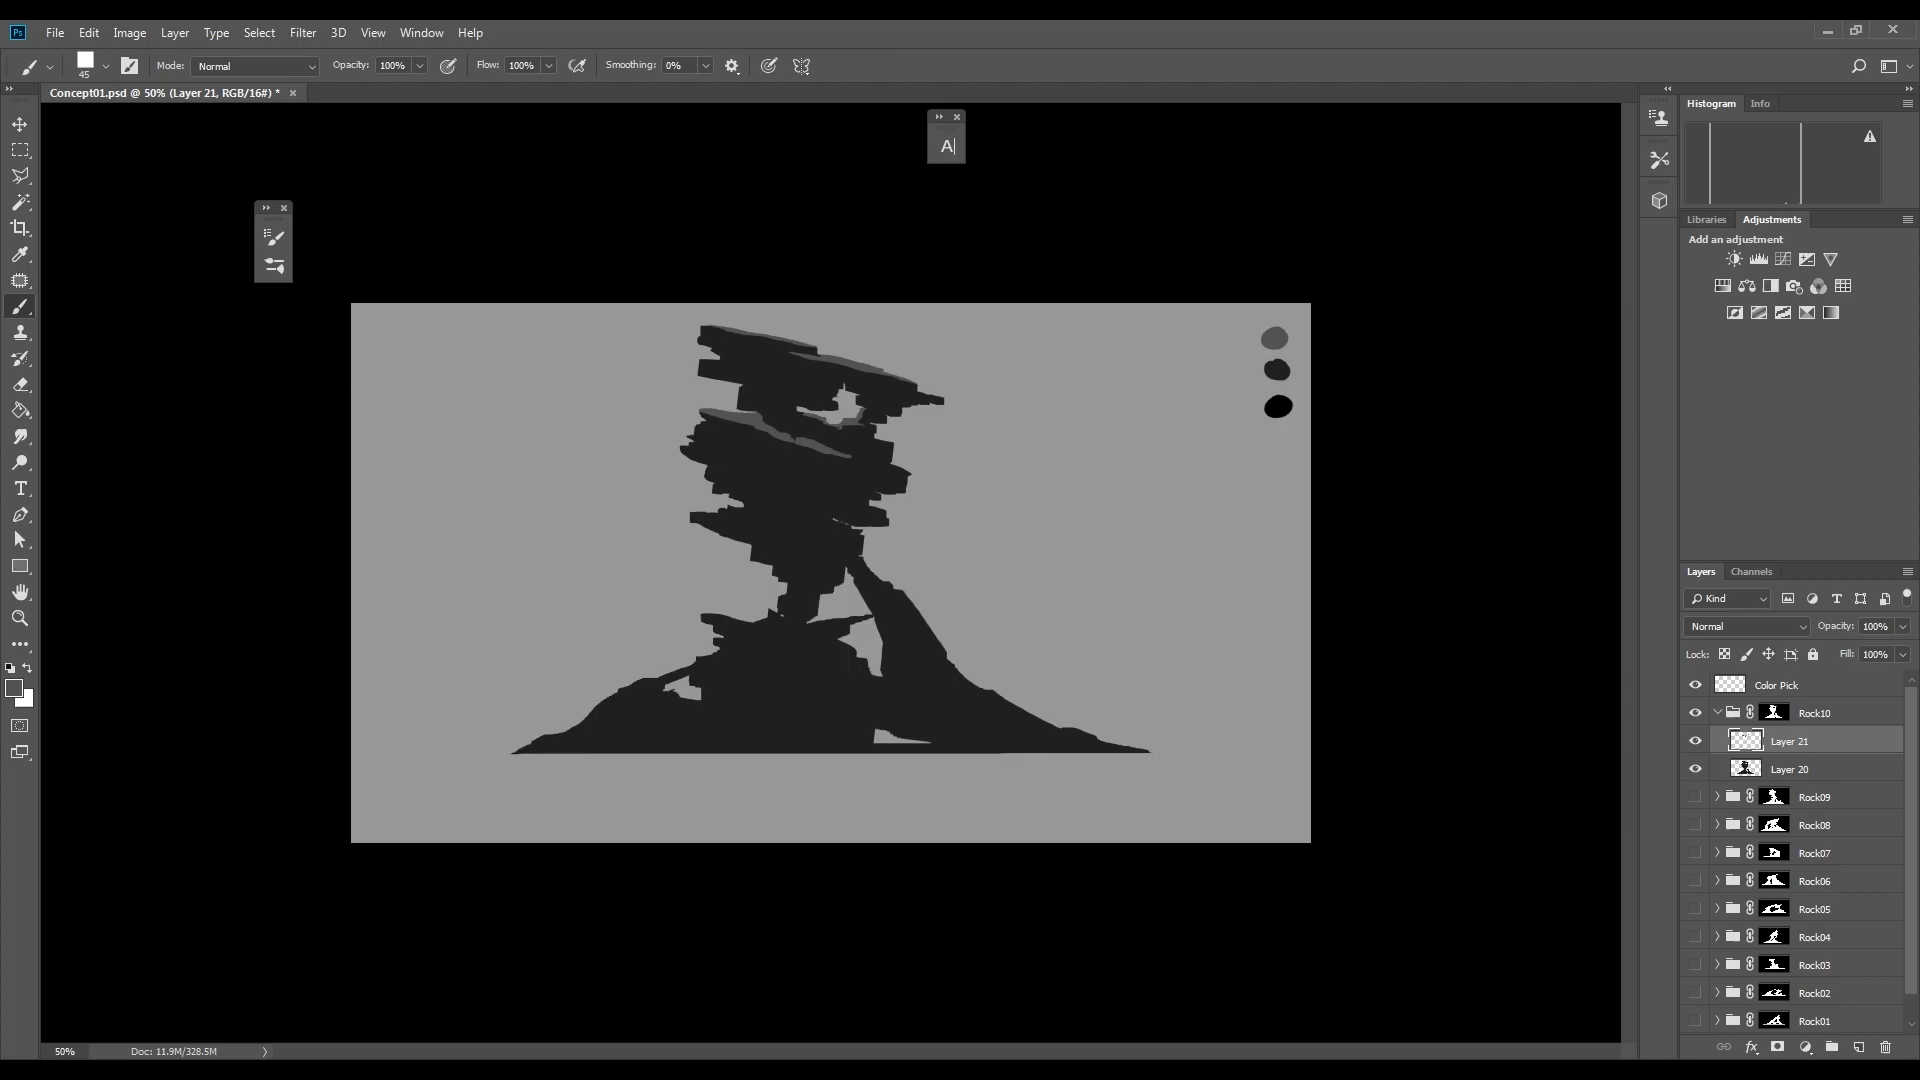 Ps File Edit Image Layer Type Select Filter 3D View Window Help
45 Mode: Normal Opacity: 100% Flow: 100% Smoothing: 0%
Concept01.psd @ 50% (Layer 21, RGB/16#) *
A
Histogram Info
Libraries Adjustments
Add an adjustment
Layers Channels
Kind
Normal Opacity: 100%
Lock: Fill: 100%
Color Pick
Rock10
Layer 21
Layer 20
Rock09
Rock08
Rock07
Rock06
Rock05
Rock04
Rock03
Rock02
Rock01
fx
50% Doc: 11.9M/328.5M